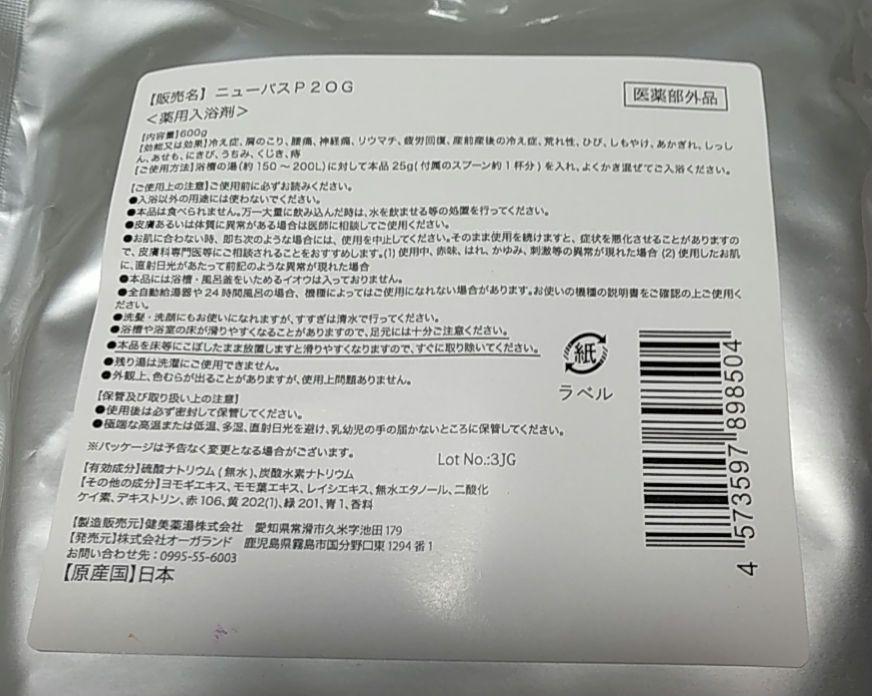 【販売名】ニューバスP20G
医薬部外品
<薬用入浴剤>
【内容量】600g
【効能又は効果】冷え症、肩のこり、腰痛、神経痛、リウマチ、疲労回復、産前産後の冷え症、荒れ性、ひび、しもやけ、あかぎれ、しっし
ん、あせも、にきび、うちみ、くじき、痔
【ご使用方法】浴槽の湯(約150～200L)に対して本品25g(付属のスプーン約1杯分)を入れ、よくかき混ぜてご入浴ください。
【ご使用上の注意】ご使用前に必ずお読みください。
●入浴以外の用途には使わないでください。
●本品は食べられません。万一大量に飲み込んだ時は、水を飲ませる等の処置を行ってください。
●皮膚あるいは体質に異常がある場合は医師に相談してご使用ください。
●お肌に合わない時、即ち次のような場合には、使用を中止してください。そのまま使用を続けますと、症状を悪化させることがありますの
で、皮膚科専門医等にご相談されることをおすすめします。(1)使用中、赤味、はれ、かゆみ、刺激等の異常が現れた場合(2)使用したお肌
に、直射日光があたって前記のような異常が現れた場合
●本品には浴槽・風呂釜をいためるイオウは入っておりません。
●全自動給湯器や24時間風呂の場合、機種によってはご使用になれない場合があります。お使いの機種の説明書をご確認の上ご使用く
ださい。
●洗髪・洗顔にもお使いになれますが、すすぎは清水で行ってください。
●浴槽や浴室の床が滑りやすくなることがありますので、足元には十分ご注意ください。
●本品を床等にこぼしたまま放置しますと滑りやすくなりますので、すぐに取り除いてください。
●残り湯は洗濯にご使用できません。
●外観上、色むらが出ることがありますが、使用上問題ありません。
紙
ラベル
【保管及び取り扱い上の注意】
●使用後は必ず密封して保管してください。
●極端な高温または低温、多湿、直射日光を避け、乳幼児の手の届かないところに保管してください。
※パッケージは予告なく変更となる場合がございます。
Lot No.:3JG
【有効成分】硫酸ナトリウム(無水)、炭酸水素ナトリウム
【その他の成分】ヨモギエキス、モモ葉エキス、レイシエキス、無水エタノール、二酸化
ケイ素、デキストリン、赤106、黄202(1)、緑201、青1、香料
【製造販売元】健美薬湯株式会社 愛知県常滑市久米字池田179
【発売元】株式会社オーガランド 鹿児島県霧島市国分野口東1294番1
お問い合わせ先：0995-55-6003
【原産国】日本
4 573597 898504